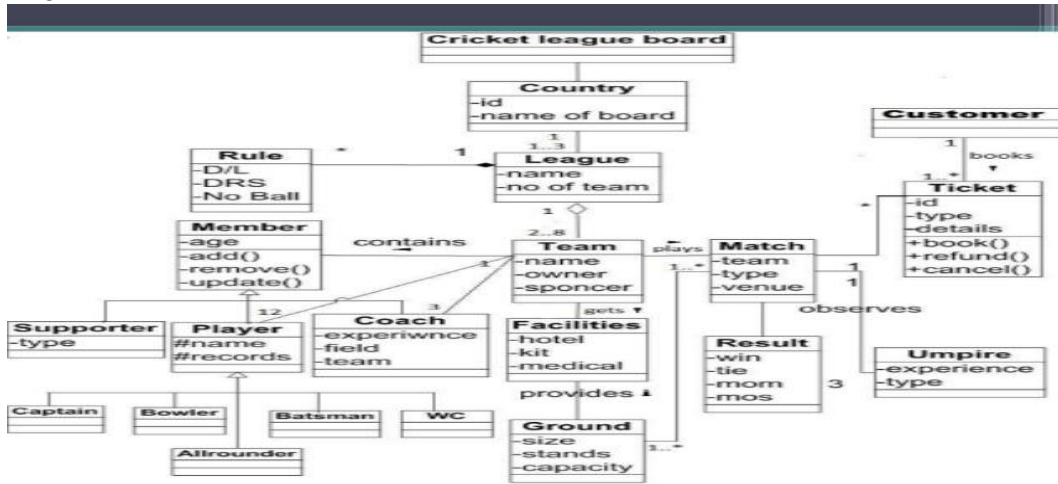 Cricket league board
Country
-id
-name of board
1
1..3
Customer
1
books
1..*
Rule
-D/L
-DRS
-No Ball
*
1
League
-name
-no of team
1
2..8
Ticket
-id
-type
-details
+book()
+refund()
+cancel()
*
Member
-age
-add()
-remove()
-update()
contains
Team
-name
-owner
-sponcer
1
plays
1..*
Match
-team
-type
-venue
1
1
observes
12
3
Supporter
-type
Player
#name
#records
Coach
-experiwnce
-field
-team
gets
Facilities
-hotel
-kit
-medical
provides
Result
-win
-tie
-mom
-mos
3
Umpire
-experience
-type
Captain
Bowler
Batsman
WC
Allrounder
Ground
-size
-stands
-capacity
1..*